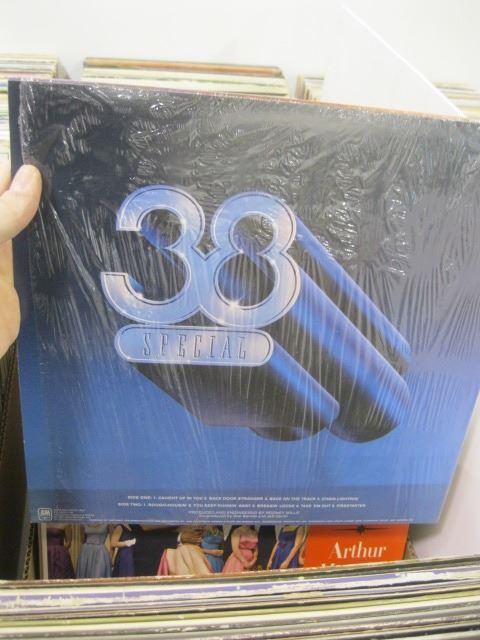 38
SPECIAL
SIDE ONE: 1. CAUGHT UP IN YOU 2. BACK DOOR STRANGER 3. BACK ON THE TRACK 4. CHAIN LIGHTNIN'
SIDE TWO: 1. ROUGH-HOUSIN' 2. YOU KEEP RUNNIN' AWAY 3. BREAKIN' LOOSE 4. TAKE 'EM OUT 5. FIRESTARTER
PRODUCED AND ENGINEERED BY RODNEY MILLS
A&M
Arthur